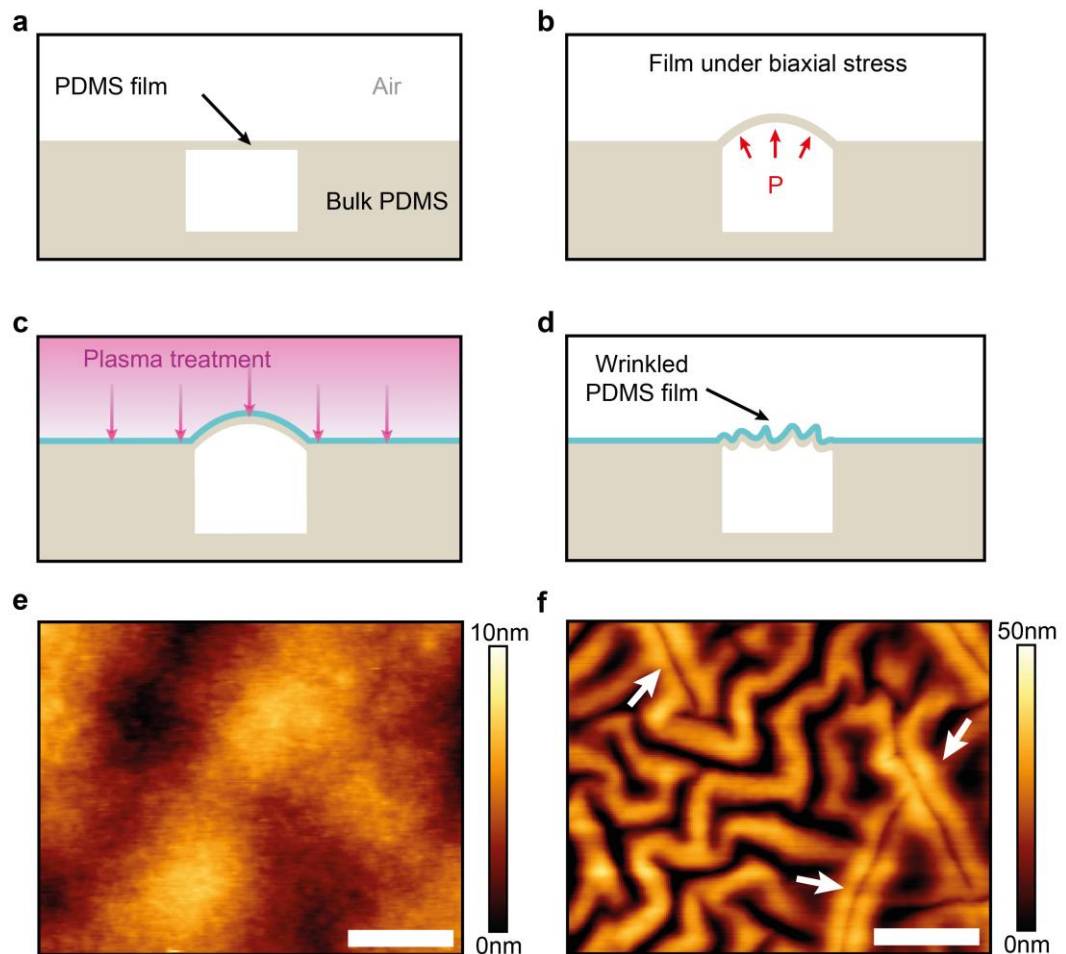 a
PDMS film
Air
Bulk PDMS
b
Film under biaxial stress
P
c
Plasma treatment
d
Wrinkled
PDMS film
e
10nm
0nm
f
50nm
0nm